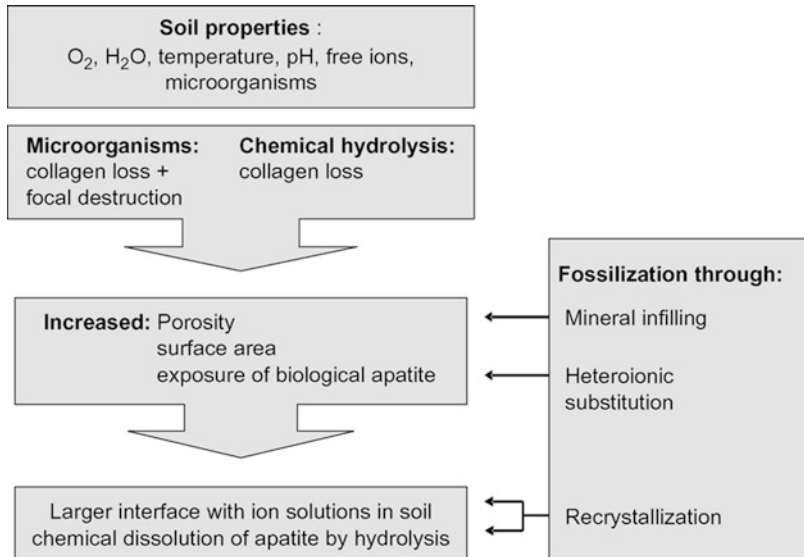 Soil properties :
O₂, H₂O, temperature, pH, free ions,
microorganisms
Microorganisms:
collagen loss +
focal destruction
Chemical hydrolysis:
collagen loss
Increased: Porosity
surface area
exposure of biological apatite
Larger interface with ion solutions in soil
chemical dissolution of apatite by hydrolysis
Fossilization through:
Mineral infilling
Heteroionic
substitution
Recrystallization